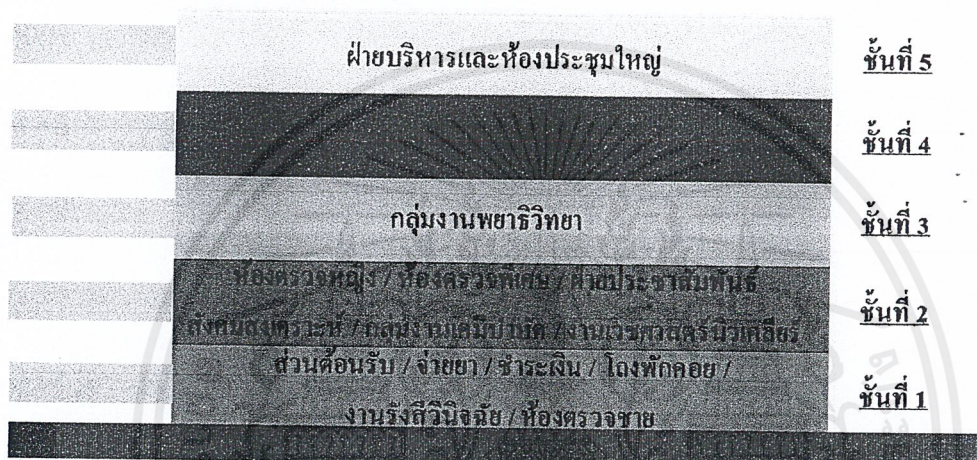 ฝ่ายบริหารและห้องประชุมใหญ่
ชั้นที่ 5
ชั้นที่ 4
กลุ่มงานพยาธิวิทยา
ชั้นที่ 3
ห้องตรวจหญิง / ห้องตรวจพิเศษ / ฝ่ายประชาสัมพันธ์
สังคมสงเคราะห์ / กลุ่มงานเคมีบำบัด / งานเวชศาสตร์นิวเคลียร์
ชั้นที่ 2
ส่วนต้อนรับ / จ่ายยา / ชำระเงิน / โถงพักคอย /
งานรังสีวินิจฉัย / ห้องตรวจชาย
ชั้นที่ 1